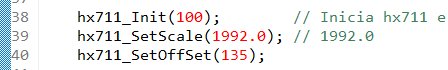 38 hx711_Init(100); // Inicia hx711 e
39 hx711_SetScale(1992.0); // 1992.0
40 hx711_SetOffSet(135);